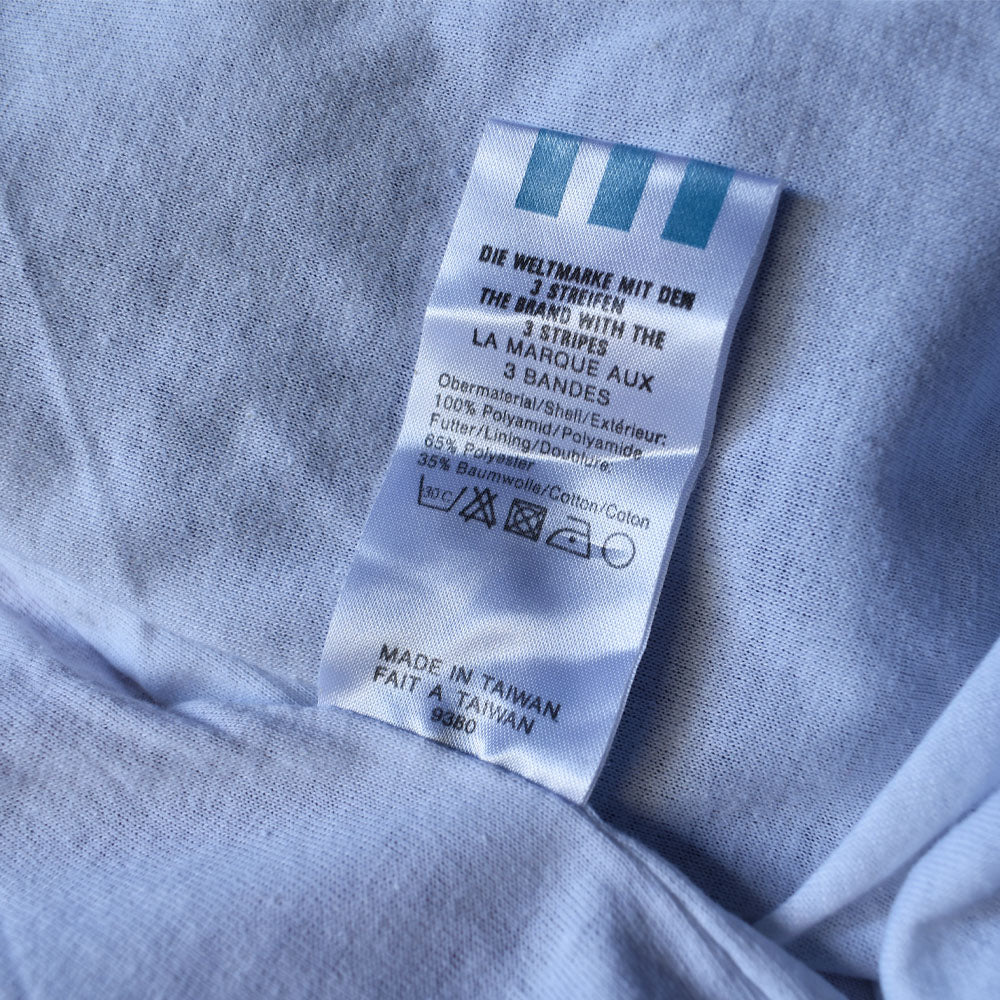 DIE WELTMARKE MIT DEN
3 STREIFEN
THE BRAND WITH THE
3 STRIPES
LA MARQUE AUX
3 BANDES
Obermaterial/Shell/Extérieur:
100% Polyamid/Polyamide
Futter/Lining/Doublure
65% Polyester
35% Baumwolle/Cotton/Coton
30C
MADE IN TAIWAN
FAIT A TAIWAN
9380